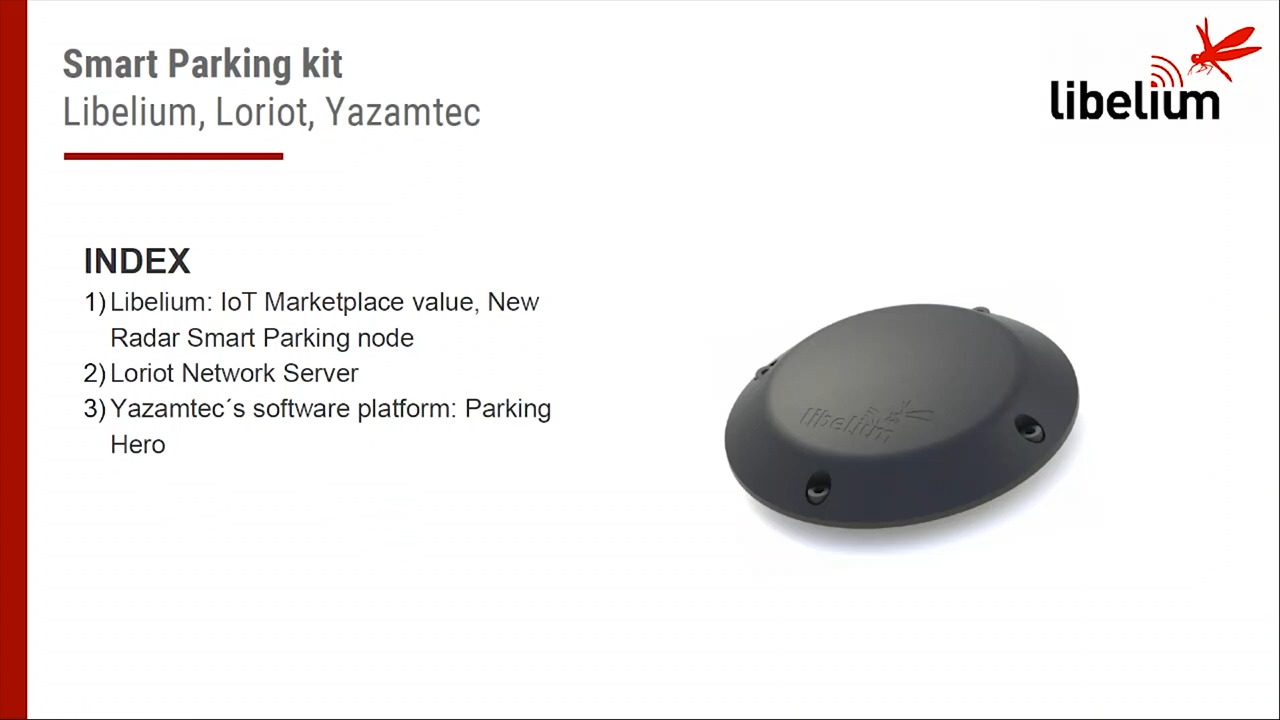 Smart Parking kit
Libelium, Loriot, Yazamtec
libelium
INDEX
1) Libelium: IoT Marketplace value, New
Radar Smart Parking node
2) Loriot Network Server
3) Yazamtec´s software platform: Parking
Hero
libelium